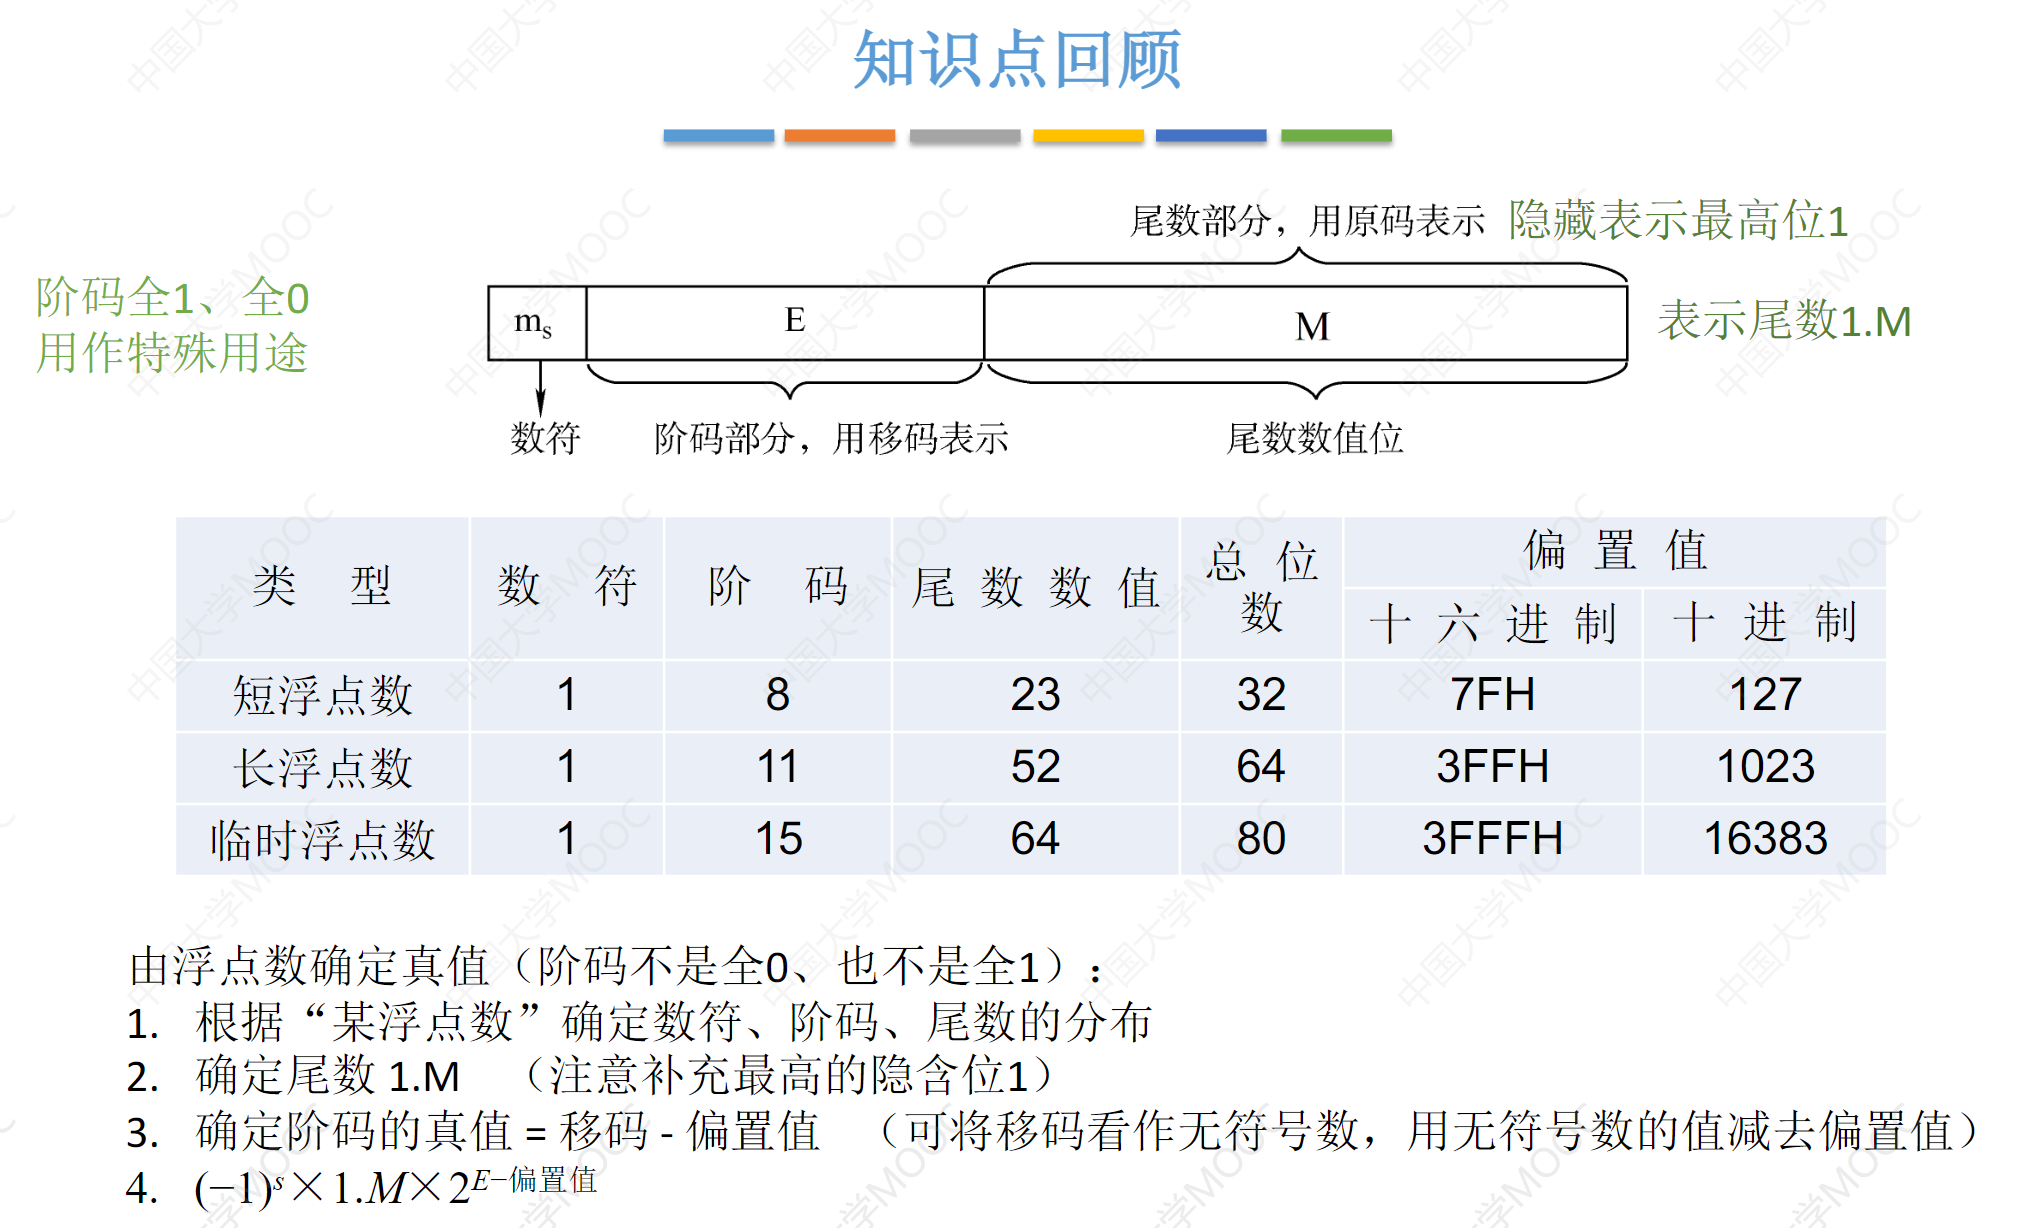 知识点回顾
尾数部分，用原码表示 隐藏表示最高位1
阶码全1、全0
用作特殊用途
ms E M
表示尾数1.M
数符 阶码部分，用移码表示 尾数数值位
类 型 数 符 阶 码 尾数数值 总位数 偏置值
十六进制 十进制
短浮点数 1 8 23 32 7FH 127
长浮点数 1 11 52 64 3FFH 1023
临时浮点数 1 15 64 80 3FFFH 16383
由浮点数确定真值（阶码不是全0、也不是全1）：
1. 根据“某浮点数”确定数符、阶码、尾数的分布
2. 确定尾数 1.M （注意补充最高的隐含位1）
3. 确定阶码的真值 = 移码 - 偏置值 （可将移码看作无符号数，用无符号数的值减去偏置值）
4. (−1)^s×1.M×2^(E−偏置值)
中国大学MOOC